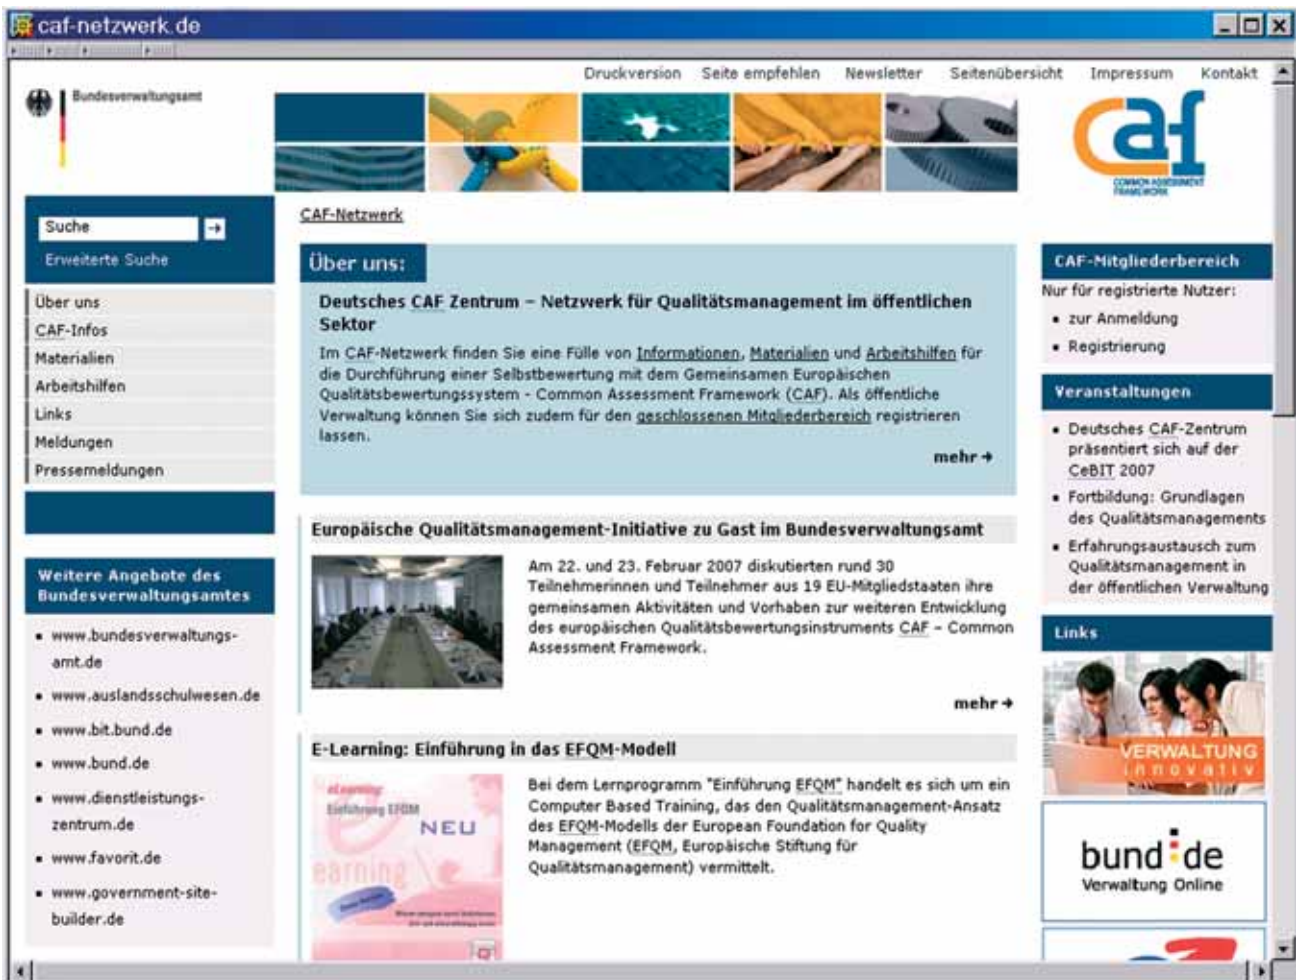 caf-netzwerk.de
Druckversion Seite empfehlen Newsletter Seitenübersicht Impressum Kontakt
Bundesverwaltungsamt
caf
COMMON ASSESSMENT
FRAMEWORK
Suche
Erweiterte Suche
Über uns
CAF-Infos
Materialien
Arbeitshilfen
Links
Meldungen
Pressemeldungen
Weitere Angebote des
Bundesverwaltungsamtes
www.bundesverwaltungs-
amt.de
www.auslandsschulwesen.de
www.bit.bund.de
www.bund.de
www.dienstleistungs-
zentrum.de
www.favorit.de
www.government-site-
builder.de
CAF-Netzwerk
Über uns:
Deutsches CAF Zentrum – Netzwerk für Qualitätsmanagement im öffentlichen
Sektor
Im CAF-Netzwerk finden Sie eine Fülle von Informationen, Materialien und Arbeitshilfen für
die Durchführung einer Selbstbewertung mit dem Gemeinsamen Europäischen
Qualitätsbewertungssystem - Common Assessment Framework (CAF). Als öffentliche
Verwaltung können Sie sich zudem für den geschlossenen Mitgliederbereich registrieren
lassen.
mehr →
Europäische Qualitätsmanagement-Initiative zu Gast im Bundesverwaltungsamt
Am 22. und 23. Februar 2007 diskutierten rund 30
Teilnehmerinnen und Teilnehmer aus 19 EU-Mitgliedstaaten ihre
gemeinsamen Aktivitäten und Vorhaben zur weiteren Entwicklung
des europäischen Qualitätsbewertungsinstruments CAF – Common
Assessment Framework.
mehr →
E-Learning: Einführung in das EFQM-Modell
eLearning:
Einführung EFQM
NEU
earning
Bei dem Lernprogramm "Einführung EFQM" handelt es sich um ein
Computer Based Training, das den Qualitätsmanagement-Ansatz
des EFQM-Modells der European Foundation for Quality
Management (EFQM, Europäische Stiftung für
Qualitätsmanagement) vermittelt.
CAF-Mitgliederbereich
Nur für registrierte Nutzer:
zur Anmeldung
Registrierung
Veranstaltungen
Deutsches CAF-Zentrum
präsentiert sich auf der
CeBIT 2007
Fortbildung: Grundlagen
des Qualitätsmanagements
Erfahrungsaustausch zum
Qualitätsmanagement in
der öffentlichen Verwaltung
Links
VERWALTUNG
innovativ
bund.de
Verwaltung Online